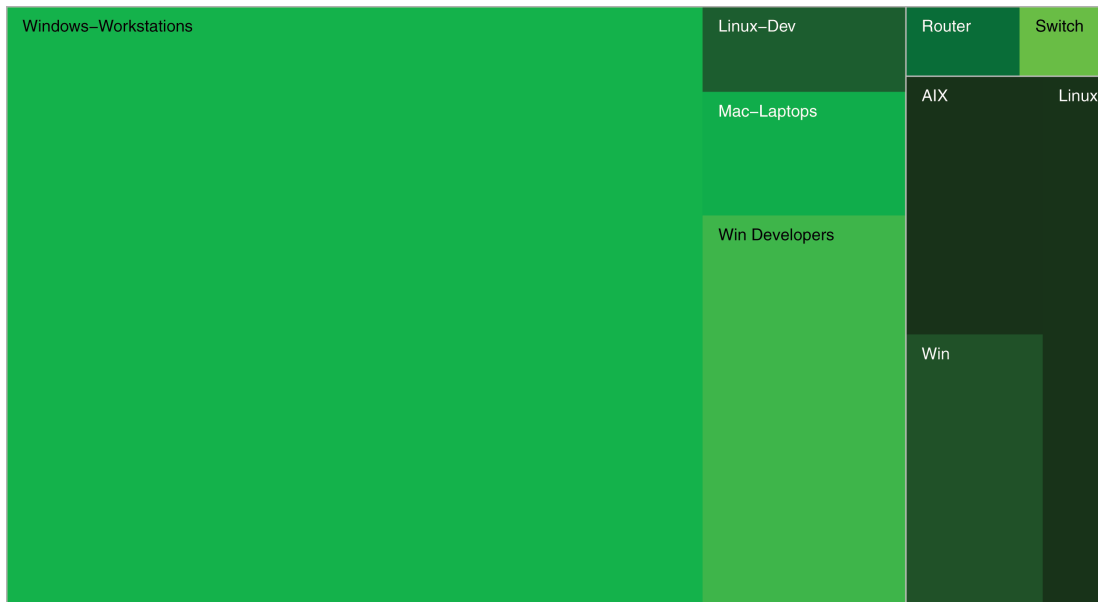 Windows–Workstations
Linux–Dev
Mac–Laptops
Win Developers
Router
Switch
AIX
Linux
Win